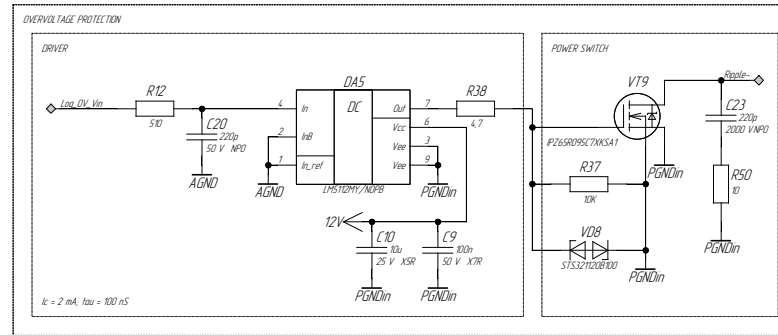 OVERVOLTAGE PROTECTION
DRIVER
POWER SWITCH
Log_OV_Vin
R12
510
C20
220p
50 V NP0
AGND
DA5
DC
4 In
2 InB
1 In_ref
Out 7
Vcc 6
Vee 3
Vee 9
LM5112MY/NOPB
AGND
PGNDin
R38
4,7
12V
C10
10u
25 V X5R
PGNDin
C9
100n
50 V X7R
PGNDin
VT9
IPZ65R095C7XKSA1
PGNDin
R37
10K
VD8
STS321120B100
PGNDin
Ripple-
C23
220p
2000 V NP0
R50
10
PGNDin
Ic = 2 mA; tau = 100 nS